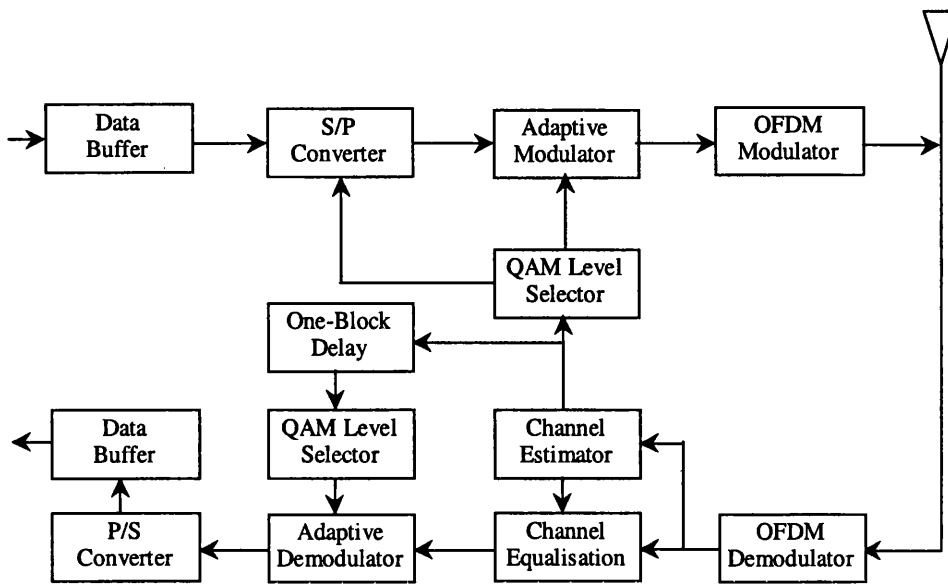 Data
Buffer
S/P
Converter
Adaptive
Modulator
OFDM
Modulator
QAM Level
Selector
One-Block
Delay
Data
Buffer
QAM Level
Selector
Channel
Estimator
P/S
Converter
Adaptive
Demodulator
Channel
Equalisation
OFDM
Demodulator